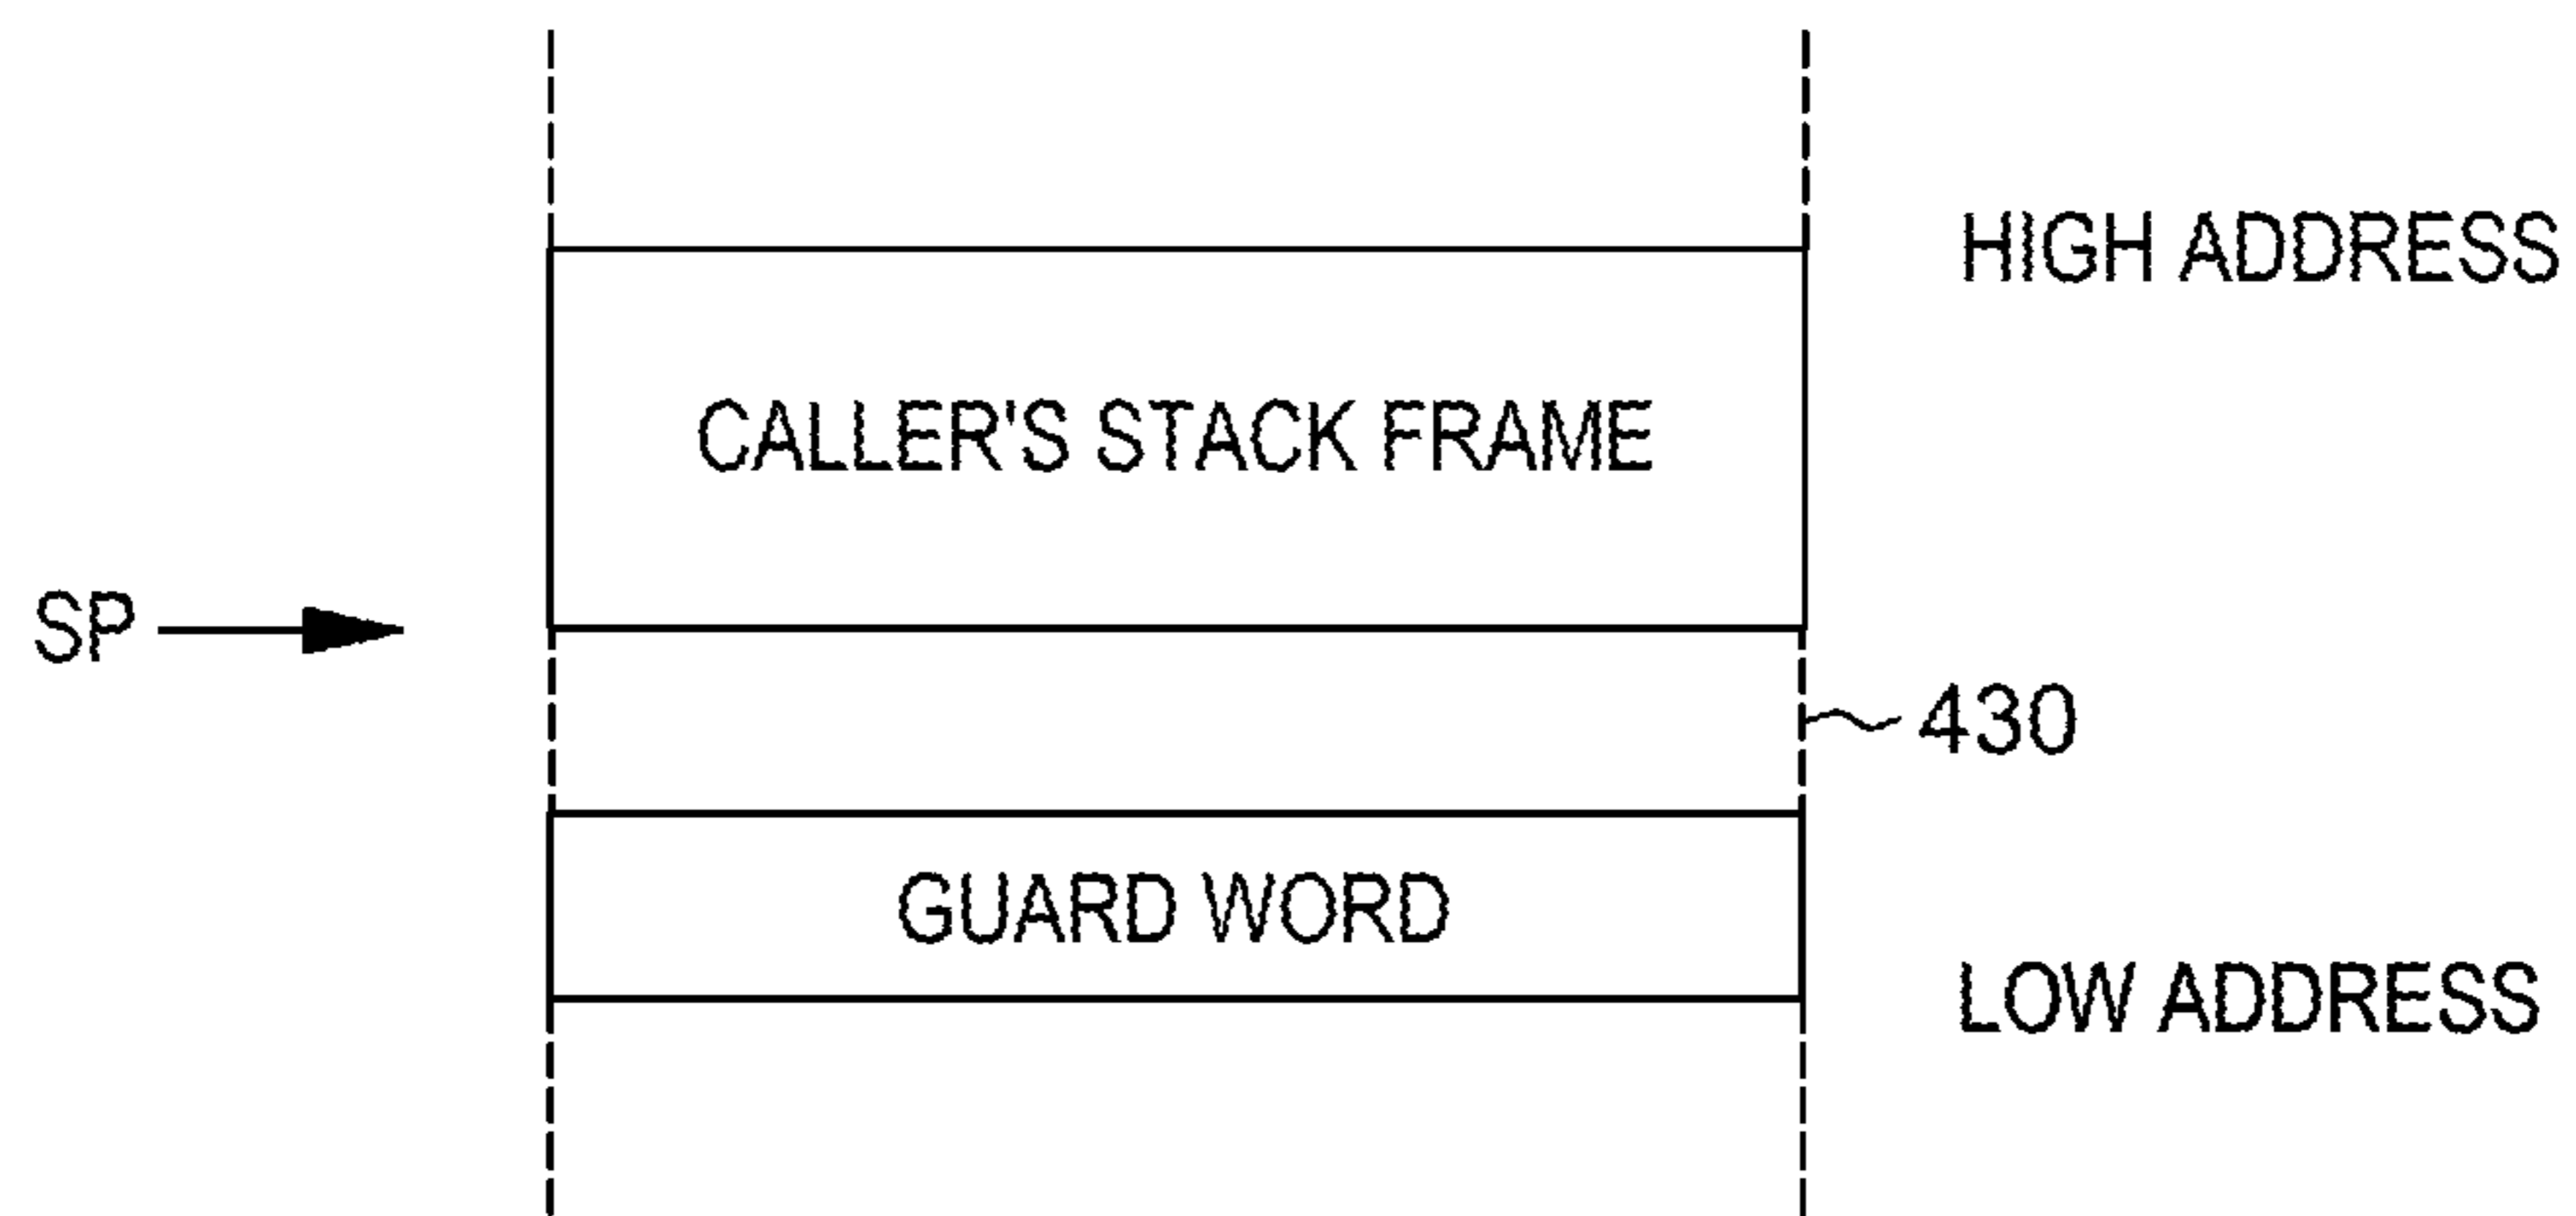 HIGH ADDRESS
CALLER'S STACK FRAME
SP
430
GUARD WORD
LOW ADDRESS